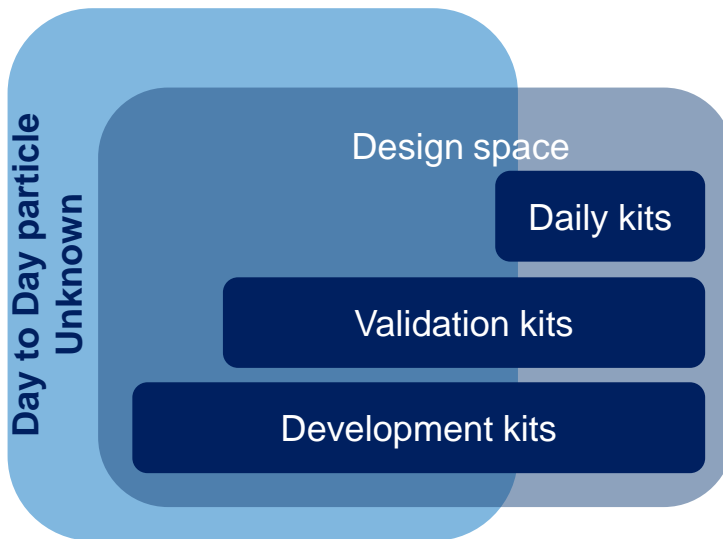 Day to Day particle
Unknown
Design space
Daily kits
Validation kits
Development kits